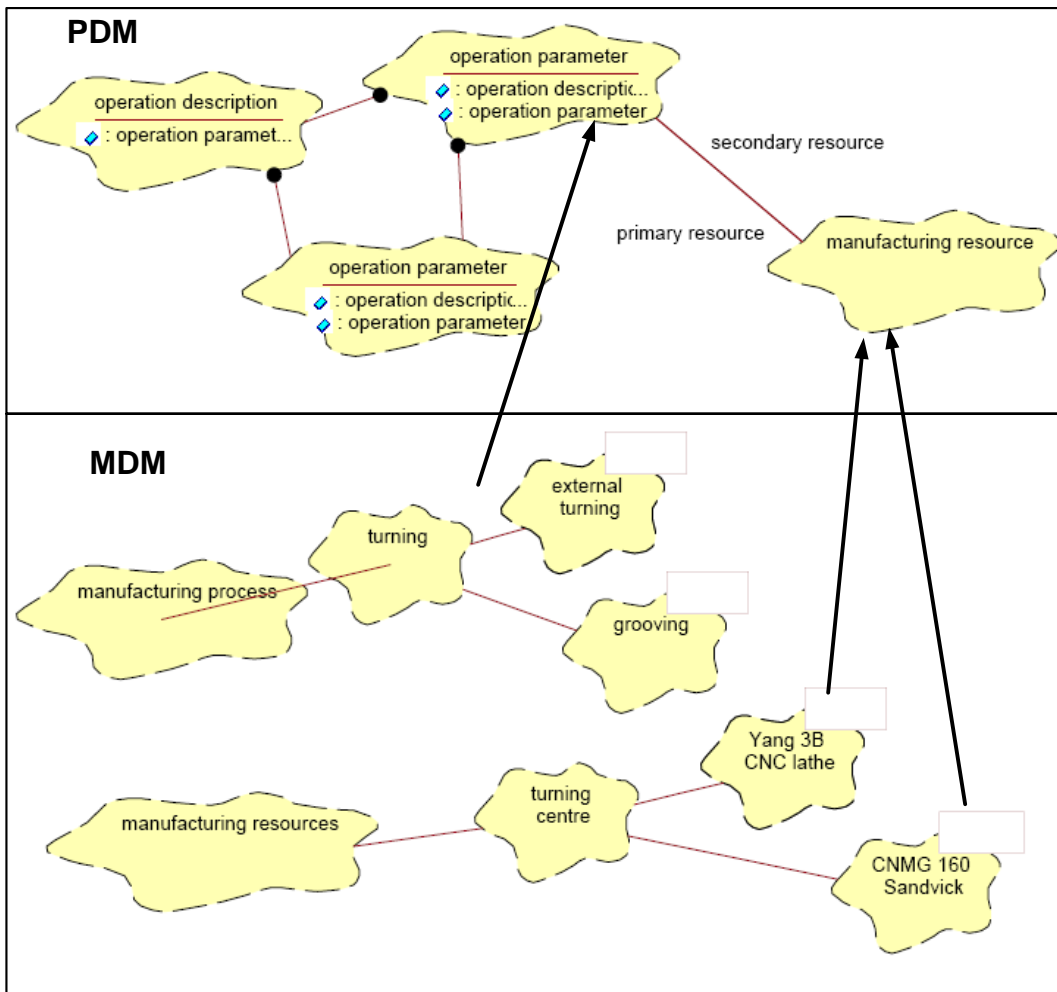 PDM
operation parameter
: operation descriptic...
: operation parameter
operation description
: operation paramet...
secondary resource
primary resource
manufacturing resource
operation parameter
: operation descriptic...
: operation parameter
MDM
external
turning
turning
manufacturing process
grooving
Yang 3B
CNC lathe
turning
centre
manufacturing resources
CNMG 160
Sandvick